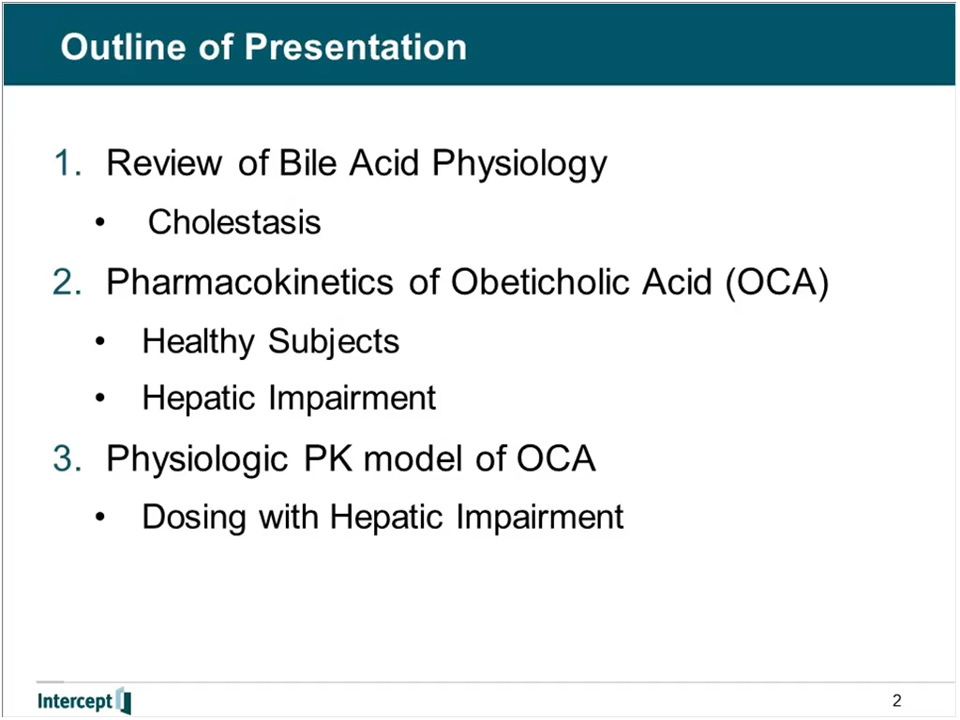 Outline of Presentation
1. Review of Bile Acid Physiology
• Cholestasis
2. Pharmacokinetics of Obeticholic Acid (OCA)
• Healthy Subjects
• Hepatic Impairment
3. Physiologic PK model of OCA
• Dosing with Hepatic Impairment
Intercept
2